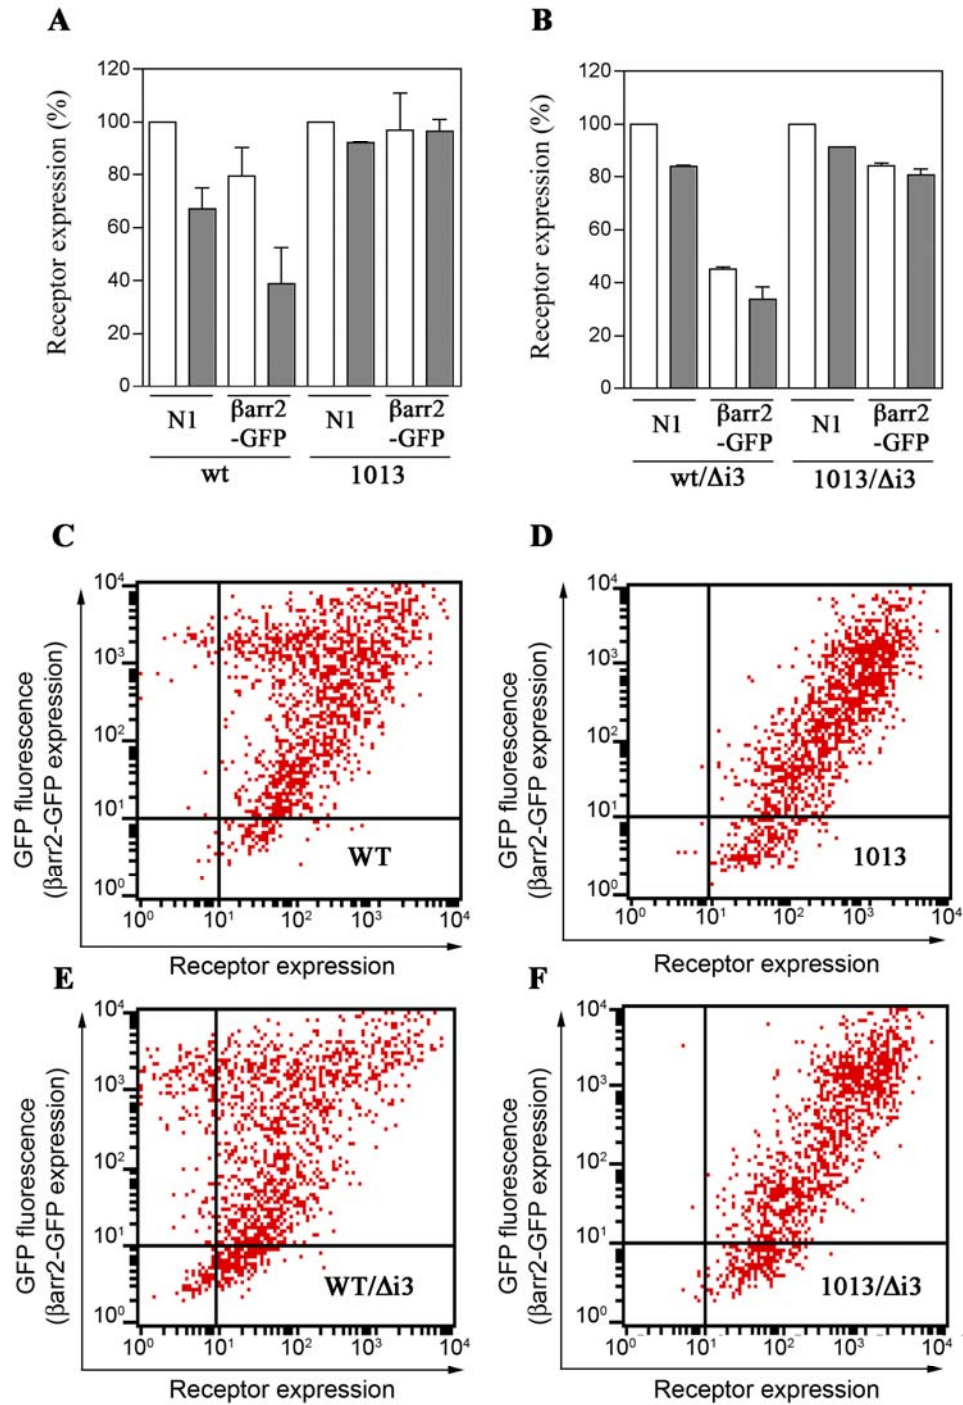 A
B
Receptor expression (%)
120
100
80
60
40
20
0
N1
βarr2
-GFP
N1
βarr2
-GFP
wt
1013
Receptor expression (%)
120
100
80
60
40
20
0
N1
βarr2
-GFP
N1
βarr2
-GFP
wt/Δi3
1013/Δi3
C
D
GFP fluorescence
(βarr2-GFP expression)
10⁴
10³
10²
10¹
10⁰
WT
10⁰ 10¹ 10² 10³ 10⁴
Receptor expression
GFP fluorescence
(βarr2-GFP expression)
10⁴
10³
10²
10¹
10⁰
1013
10⁰ 10¹ 10² 10³ 10⁴
Receptor expression
E
F
GFP fluorescence
(βarr2-GFP expression)
10⁴
10³
10²
10¹
10⁰
WT/Δi3
10⁰ 10¹ 10² 10³ 10⁴
Receptor expression
GFP fluorescence
(βarr2-GFP expression)
10⁴
10³
10²
10¹
10⁰
1013/Δi3
10⁰ 10¹ 10² 10³ 10⁴
Receptor expression